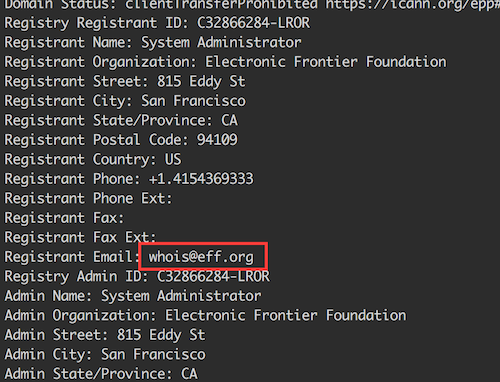 Domain Status: clientTransferProhibited https://icann.org/epp#
Registry Registrant ID: C32866284-LROR
Registrant Name: System Administrator
Registrant Organization: Electronic Frontier Foundation
Registrant Street: 815 Eddy St
Registrant City: San Francisco
Registrant State/Province: CA
Registrant Postal Code: 94109
Registrant Country: US
Registrant Phone: +1.4154369333
Registrant Phone Ext:
Registrant Fax:
Registrant Fax Ext:
Registrant Email: whois@eff.org
Registry Admin ID: C32866284-LROR
Admin Name: System Administrator
Admin Organization: Electronic Frontier Foundation
Admin Street: 815 Eddy St
Admin City: San Francisco
Admin State/Province: CA